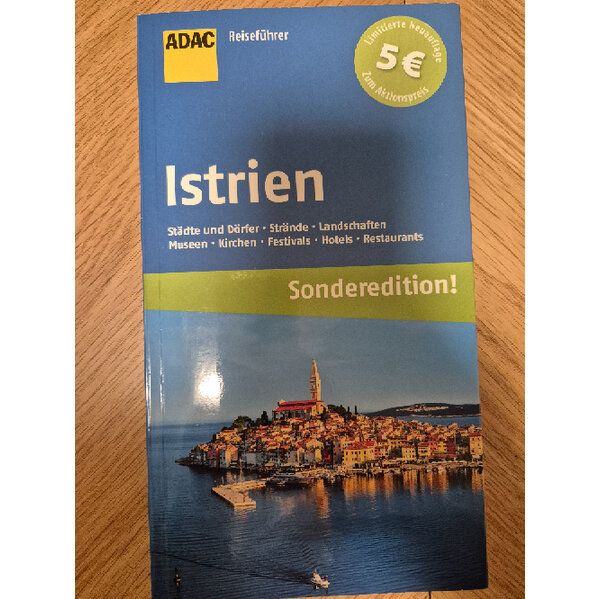 ADAC
Reiseführer
Limitierte Neuauflage
5 €
zum Aktionspreis
Istrien
Städte und Dörfer • Strände • Landschaften
Museen • Kirchen • Festivals • Hotels • Restaurants
Sonderedition!